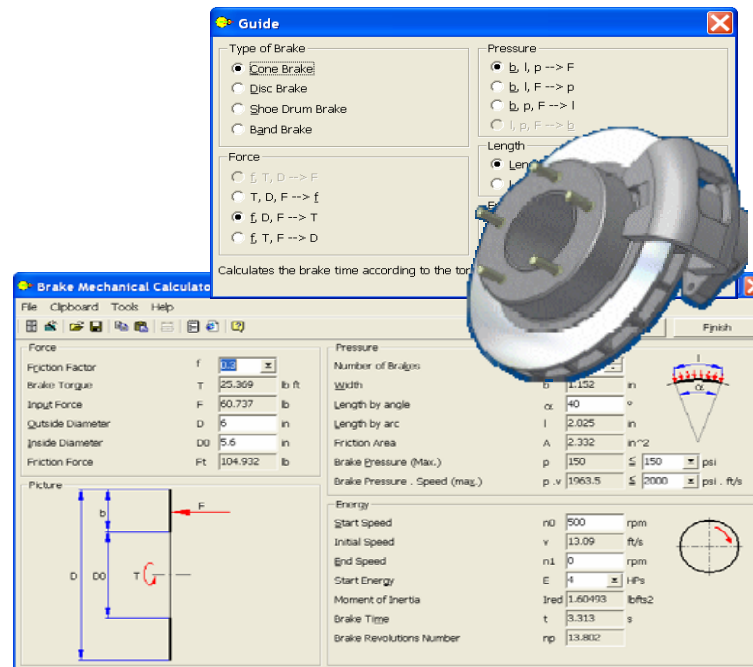 Guide
Type of Brake
Cone Brake
Disc Brake
Shoe Drum Brake
Band Brake
Pressure
b, l, p --> F
b, l, F --> p
b, p, F --> l
l, p, F --> b
Force
f, T, D --> F
T, D, F --> f
f, D, F --> T
f, T, F --> D
Length
Calculates the brake time according to the
Brake Mechanical
File Clipboard Tools Help
Finish
Force
Friction Factor f 0.3
Brake Torque T 25.369 lb ft
Input Force F 60.737 lb
Outside Diameter D 6 in
Inside Diameter D0 5.6 in
Friction Force Ft 104.932 lb
Pressure
Number of Brakes
Width b 1.152 in
Length by angle α 40 °
Length by arc l 2.025 in
Friction Area A 2.332 in^2
Brake Pressure (Max.) p 150 ≤ 150 psi
Brake Pressure . Speed (max.) p .v 1963.5 ≤ 2000 psi . ft/s
l
α
Picture
b
F
D
D0
T
Energy
Start Speed n0 500 rpm
Initial Speed v 13.09 ft/s
End Speed n1 0 rpm
Start Energy E 4 HPs
Moment of Inertia Ired 1.60493 lbfts2
Brake Time t 3.313 s
Brake Revolutions Number np 13.802